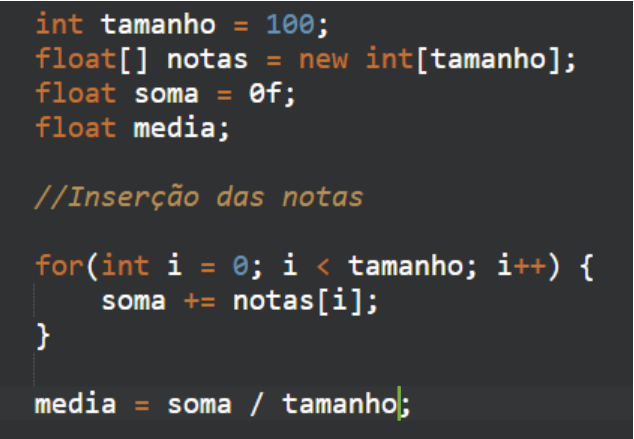 int tamanho = 100;
float[] notas = new int[tamanho];
float soma = 0f;
float media;
//Inserção das notas
for(int i = 0; i < tamanho; i++) {
soma += notas[i];
}
media = soma / tamanho;